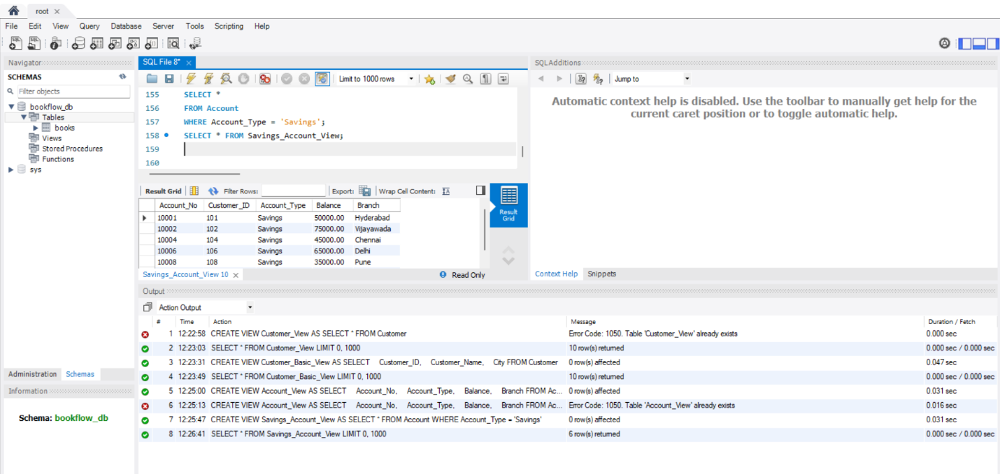 root ×
File Edit View Query Database Server Tools Scripting Help
Navigator
SCHEMAS
Filter objects
bookflow_db
Tables
books
Views
Stored Procedures
Functions
sys
Administration Schemas
Information
Schema: bookflow_db
SQL File 8* ×
Limit to 1000 rows
155 SELECT *
156 FROM Account
157 WHERE Account_Type = 'Savings';
158 SELECT * FROM Savings_Account_View;
159
160
Result Grid Filter Rows: Export: Wrap Cell Content: IA
Account_No Customer_ID Account_Type Balance Branch
10001 101 Savings 50000.00 Hyderabad
10002 102 Savings 75000.00 Vijayawada
10004 104 Savings 45000.00 Chennai
10006 106 Savings 65000.00 Delhi
10008 108 Savings 35000.00 Pune
Result
Grid
Savings_Account_View 10 × Read Only
SQLAdditions
Jump to
Automatic context help is disabled. Use the toolbar to manually get help for the
current caret position or to toggle automatic help.
Context Help Snippets
Output
Action Output
# Time Action Message Duration / Fetch
1 12:22:58 CREATE VIEW Customer_View AS SELECT * FROM Customer Error Code: 1050. Table 'Customer_View' already exists 0.000 sec
2 12:23:03 SELECT * FROM Customer_View LIMIT 0, 1000 10 row(s) returned 0.000 sec / 0.000 sec
3 12:23:31 CREATE VIEW Customer_Basic_View AS SELECT Customer_ID, Customer_Name, City FROM Customer 0 row(s) affected 0.047 sec
4 12:23:49 SELECT * FROM Customer_Basic_View LIMIT 0, 1000 10 row(s) returned 0.000 sec / 0.000 sec
5 12:25:00 CREATE VIEW Account_View AS SELECT Account_No, Account_Type, Balance, Branch FROM Ac... 0 row(s) affected 0.031 sec
6 12:25:13 CREATE VIEW Account_View AS SELECT Account_No, Account_Type, Balance, Branch FROM Ac... Error Code: 1050. Table 'Account_View' already exists 0.016 sec
7 12:25:47 CREATE VIEW Savings_Account_View AS SELECT * FROM Account WHERE Account_Type = 'Savings' 0 row(s) affected 0.031 sec
8 12:26:41 SELECT * FROM Savings_Account_View LIMIT 0, 1000 6 row(s) returned 0.000 sec / 0.000 sec